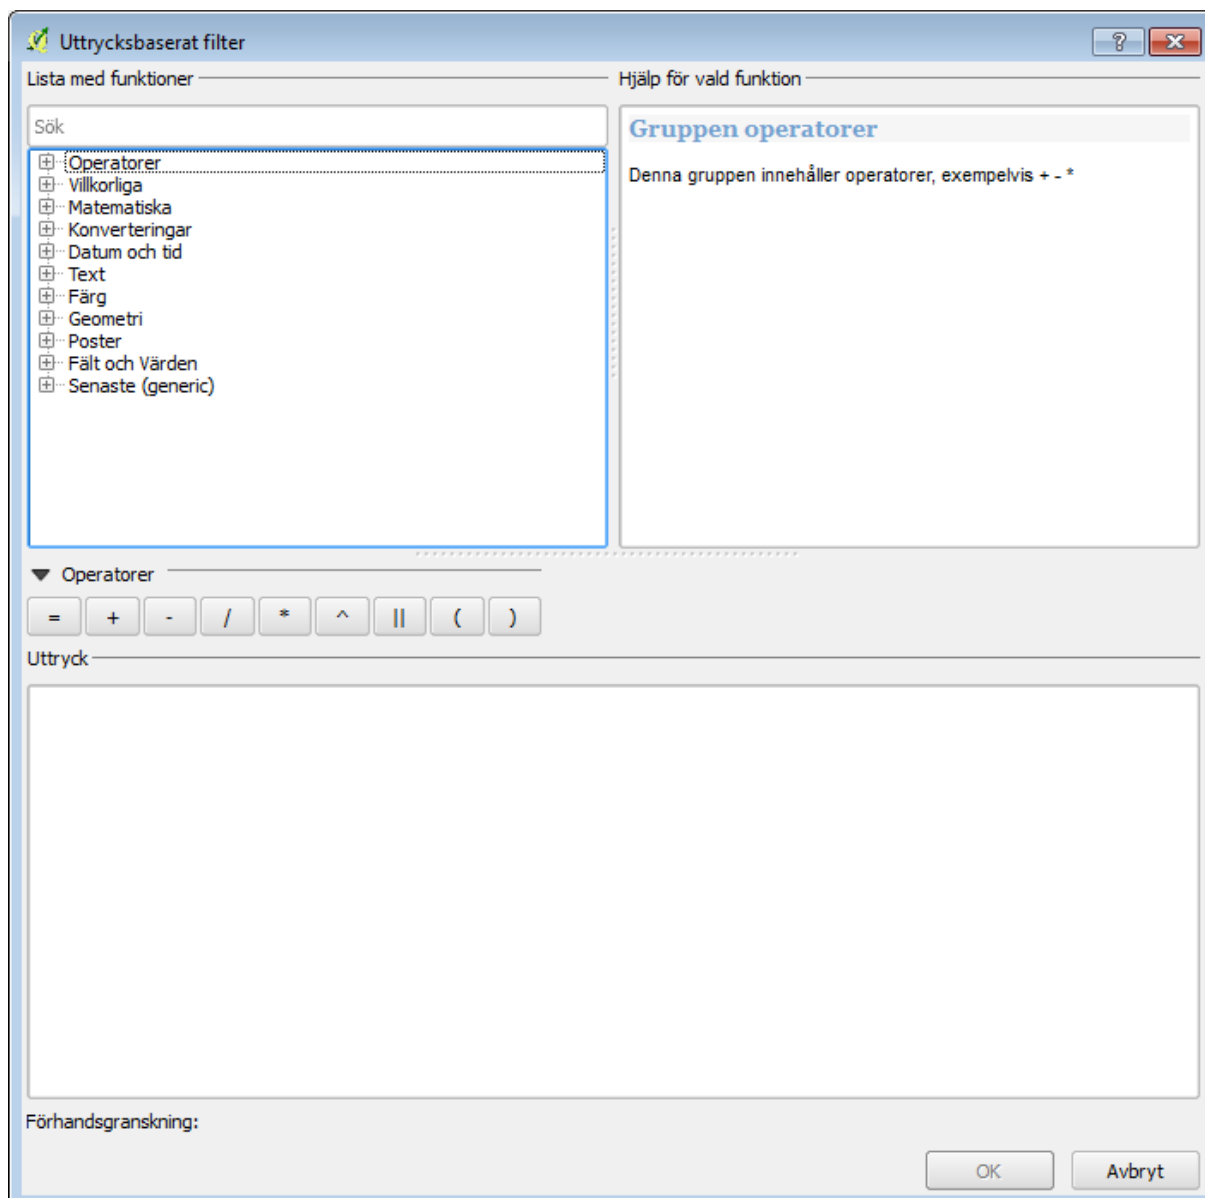 Uttrycksbaserat filter
Lista med funktioner
Hjälp för vald funktion
Sök
Operatorer
Villkorliga
Matematiska
Konverteringar
Datum och tid
Text
Färg
Geometri
Poster
Fält och Värden
Senaste (generic)
Gruppen operatorer
Denna gruppen innehåller operatorer, exempelvis + - *
Operatorer
= + - / * ^ || ( )
Uttryck
Förhandsgranskning:
OK Avbryt